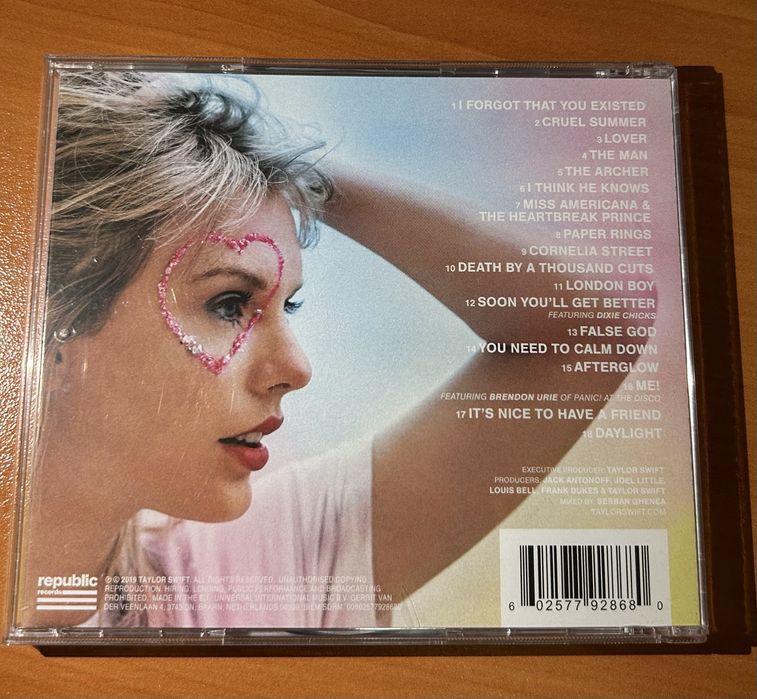 1 I FORGOT THAT YOU EXISTED
2 CRUEL SUMMER
3 LOVER
4 THE MAN
5 THE ARCHER
6 I THINK HE KNOWS
7 MISS AMERICANA &
THE HEARTBREAK PRINCE
8 PAPER RINGS
9 CORNELIA STREET
10 DEATH BY A THOUSAND CUTS
11 LONDON BOY
12 SOON YOU'LL GET BETTER
FEATURING DIXIE CHICKS
13 FALSE GOD
14 YOU NEED TO CALM DOWN
15 AFTERGLOW
16 ME!
FEATURING BRENDON URIE OF PANIC! AT THE DISCO
17 IT'S NICE TO HAVE A FRIEND
18 DAYLIGHT
EXECUTIVE PRODUCER: TAYLOR SWIFT
PRODUCERS: JACK ANTONOFF, JOEL LITTLE,
LOUIS BELL, FRANK DUKES & TAYLOR SWIFT
MIXED BY: SERBAN GHENEA
TAYLORSWIFT.COM
republic
records
℗ © 2019 TAYLOR SWIFT. ALL RIGHTS RESERVED. UNAUTHORISED COPYING,
REPRODUCTION, HIRING, LENDING, PUBLIC PERFORMANCE AND BROADCASTING
PROHIBITED. MADE IN THE EU. UNIVERSAL INTERNATIONAL MUSIC B.V. GERRIT VAN
DER VEENLAAN 4, 3743 DN, BAARN, NETHERLANDS BIEM/SDRM.
6 02577 92868 0